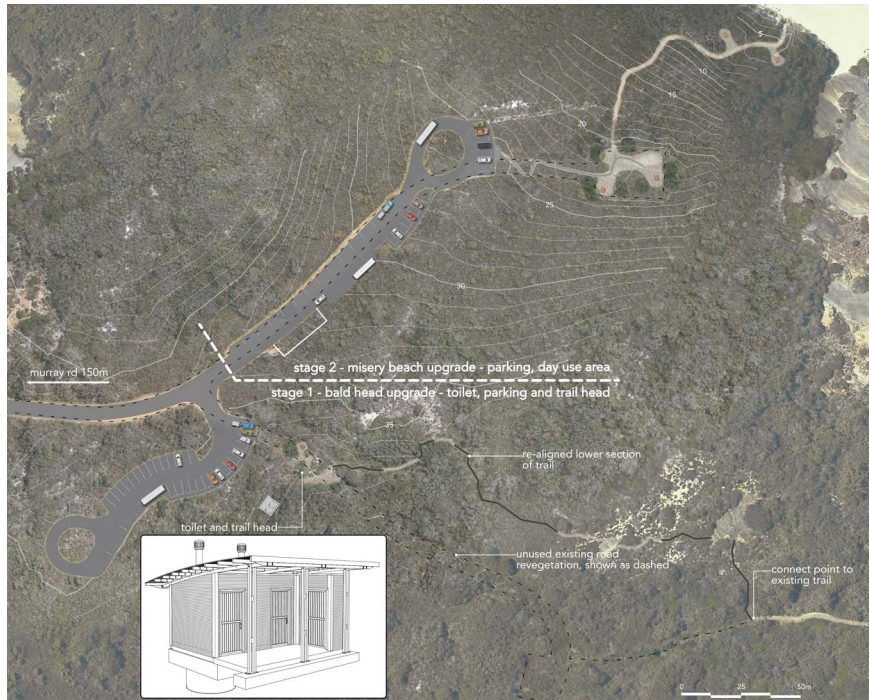 5
10
15
20
25
30
murray rd 150m
stage 2 - misery beach upgrade - parking, day use area
stage 1 - bald head upgrade - toilet, parking and trail head
35
re-aligned lower section
of trail
toilet and trail head
unused existing road
revegetation, shown as dashed
connect point to
existing trail
0 25 50m